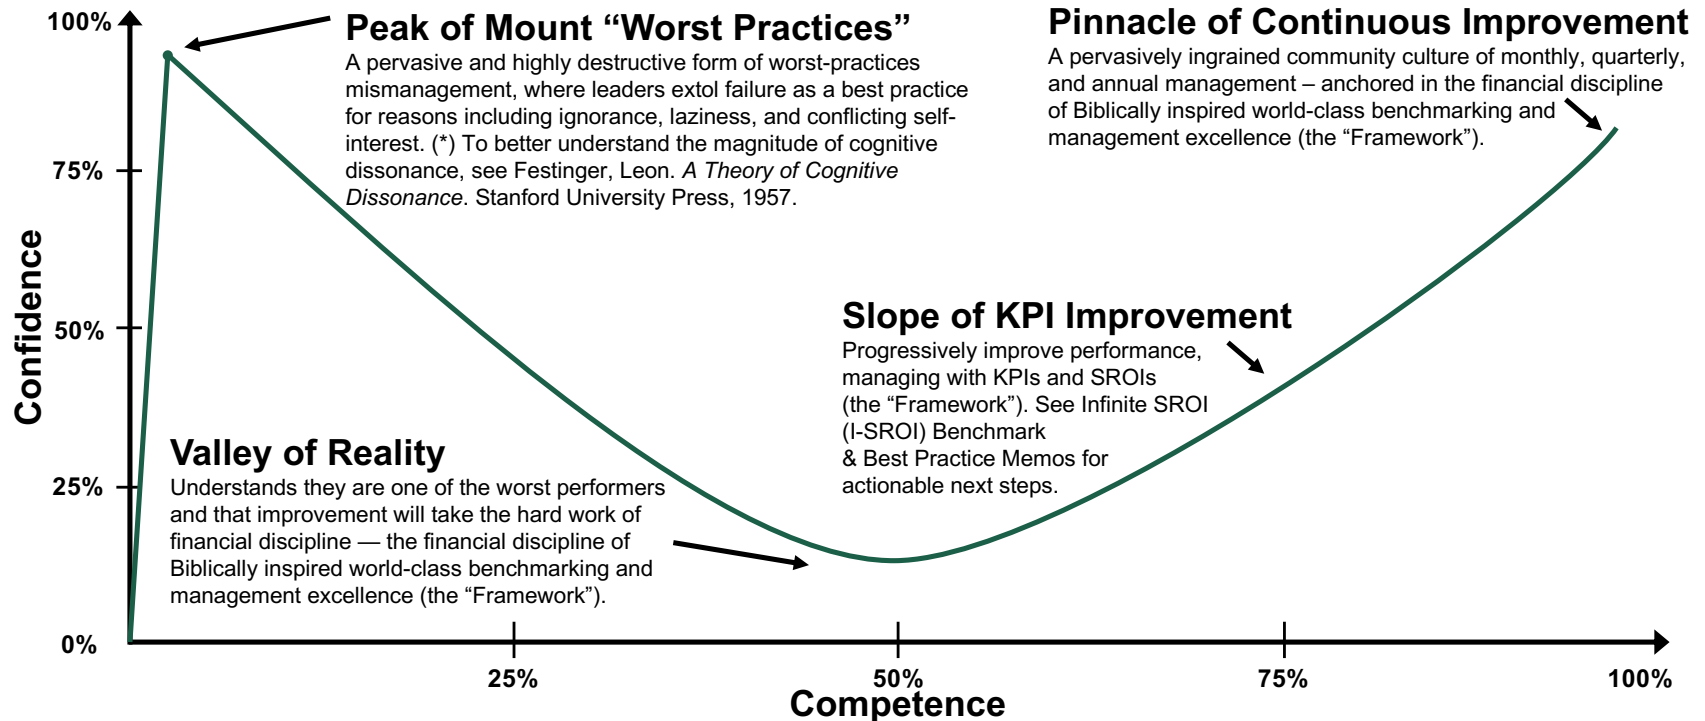 100%
75%
50%
25%
0%
Confidence
Peak of Mount “Worst Practices”
A pervasive and highly destructive form of worst-practices
mismanagement, where leaders extol failure as a best practice
for reasons including ignorance, laziness, and conflicting self-
interest. (*) To better understand the magnitude of cognitive
dissonance, see Festinger, Leon. A Theory of Cognitive
Dissonance. Stanford University Press, 1957.
Pinnacle of Continuous Improvement
A pervasively ingrained community culture of monthly, quarterly,
and annual management – anchored in the financial discipline
of Biblically inspired world-class benchmarking and
management excellence (the “Framework”).
Slope of KPI Improvement
Progressively improve performance,
managing with KPIs and SROIs
(the “Framework”). See Infinite SROI
(I-SROI) Benchmark
& Best Practice Memos for
actionable next steps.
Valley of Reality
Understands they are one of the worst performers
and that improvement will take the hard work of
financial discipline — the financial discipline of
Biblically inspired world-class benchmarking and
management excellence (the “Framework”).
25%
50%
75%
100%
Competence